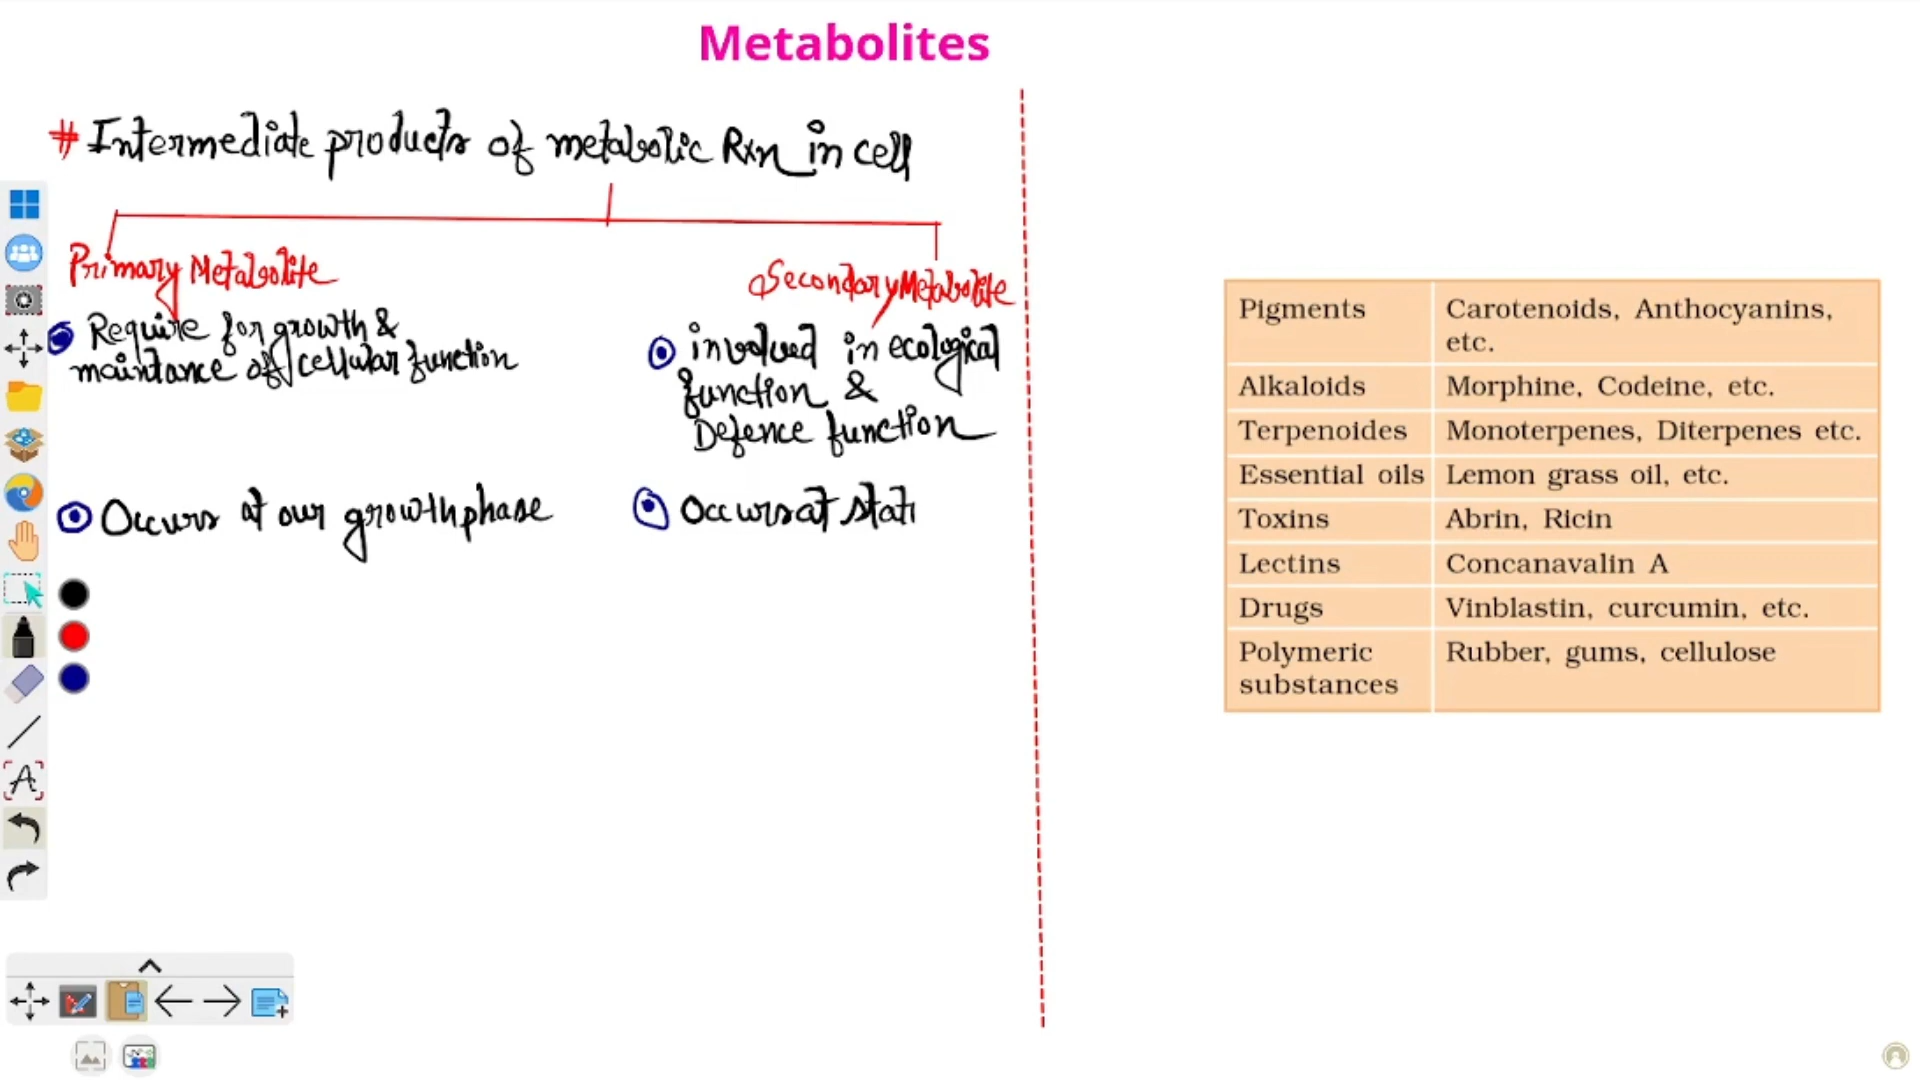 Metabolites
# Intermediate products of metabolic Rxn in cell
Primary Metabolite
Require for growth &
maintance of cellular function
Occurs at our growth phase
Secondary Metabolite
involved in ecological
function &
Defence function
Occurs at stati
Pigments Carotenoids, Anthocyanins,
etc.
Alkaloids Morphine, Codeine, etc.
Terpenoides Monoterpenes, Diterpenes etc.
Essential oils Lemon grass oil, etc.
Toxins Abrin, Ricin
Lectins Concanavalin A
Drugs Vinblastin, curcumin, etc.
Polymeric Rubber, gums, cellulose
substances